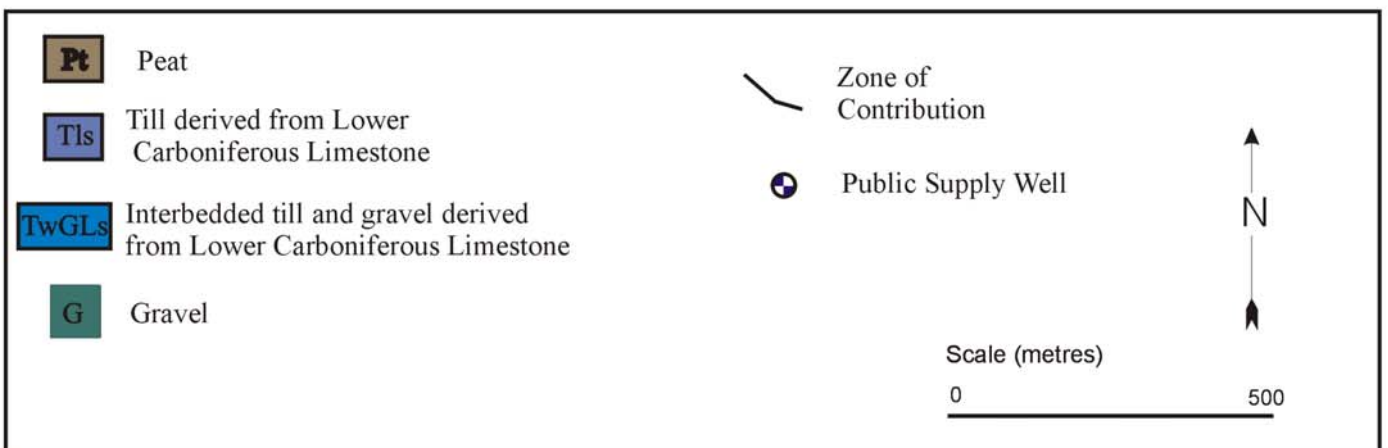 Pt
Peat
Tls
Till derived from Lower
Carboniferous Limestone
TwGLs
Interbedded till and gravel derived
from Lower Carboniferous Limestone
G
Gravel
Zone of
Contribution
Public Supply Well
N
Scale (metres)
0 500